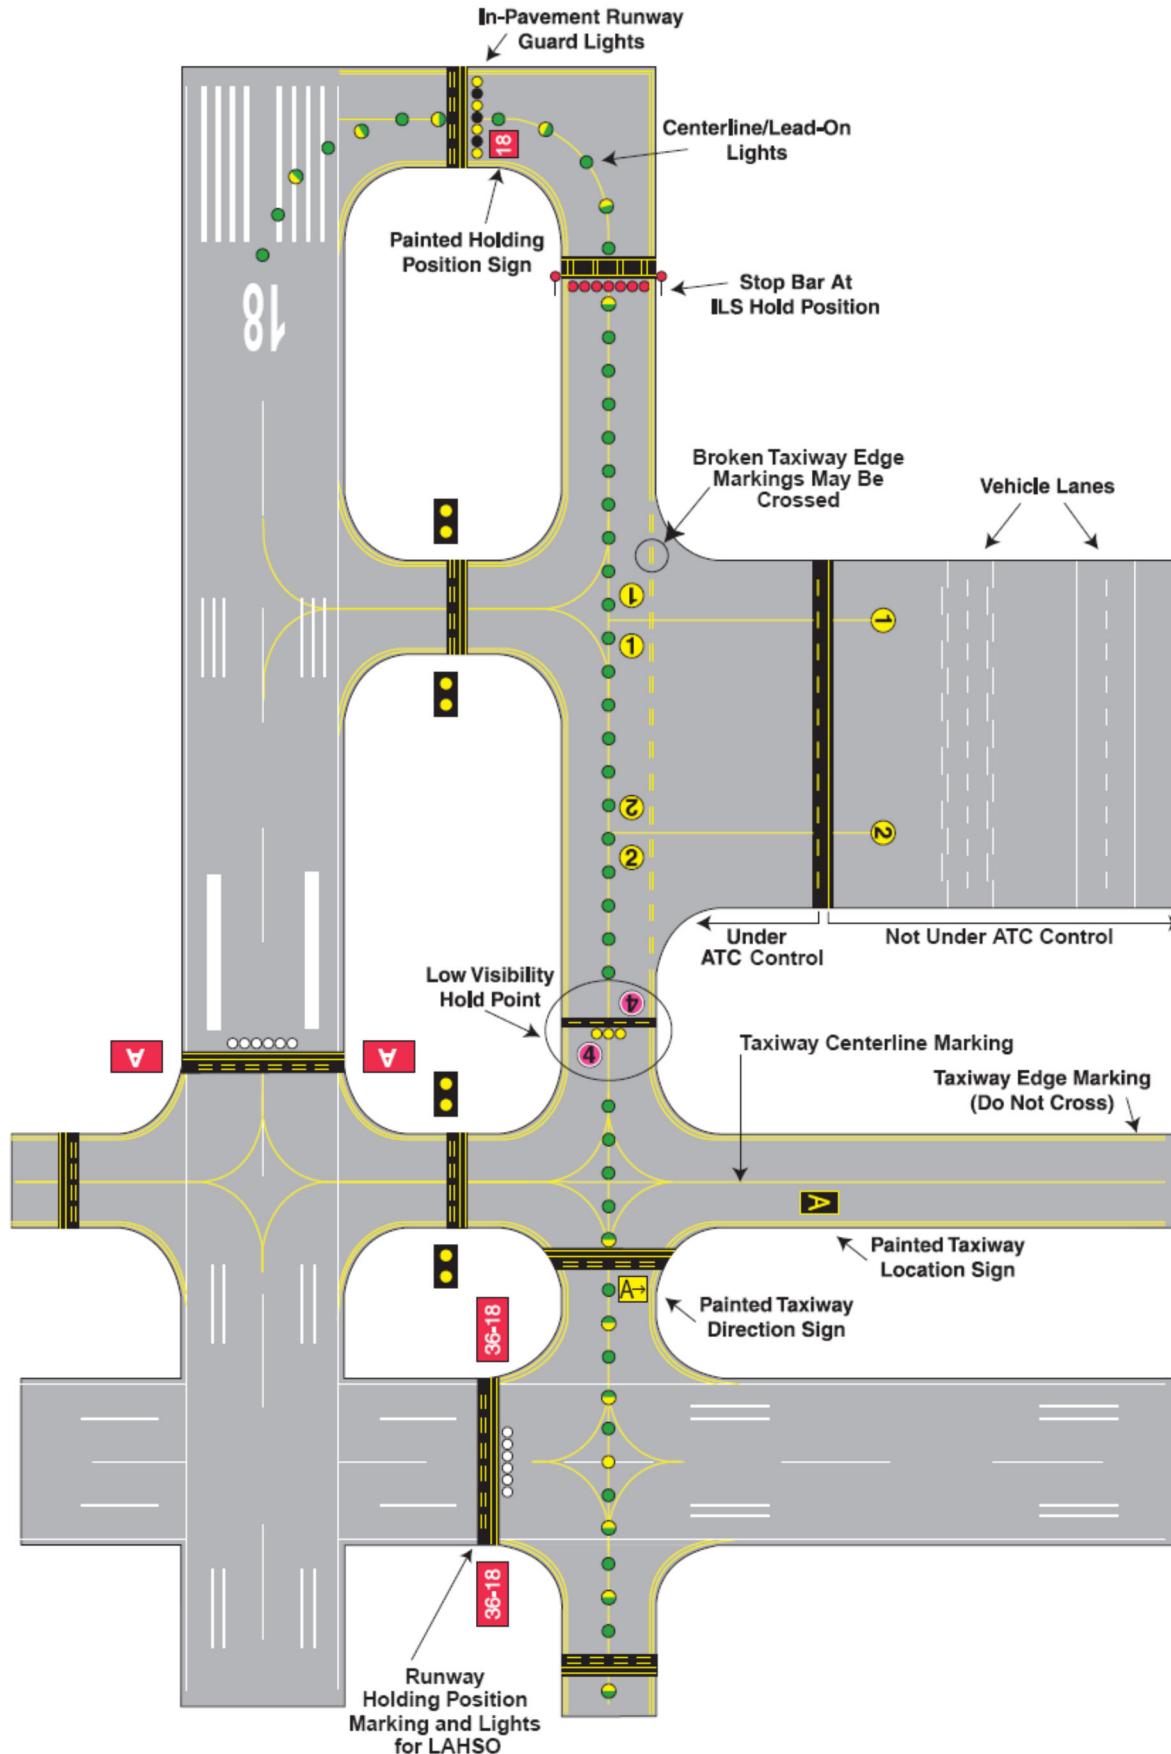 In-Pavement Runway
Guard Lights
Centerline/Lead-On
Lights
18
Painted Holding
Position Sign
Stop Bar At
ILS Hold Position
18
Broken Taxiway Edge
Markings May Be
Crossed
Vehicle Lanes
1
1
1
2
2
2
Under
ATC Control
Not Under ATC Control
Low Visibility
Hold Point
4
4
A
A
Taxiway Centerline Marking
Taxiway Edge Marking
(Do Not Cross)
A
Painted Taxiway
Location Sign
A→
Painted Taxiway
Direction Sign
36-18
36-18
Runway
Holding Position
Marking and Lights
for LAHSO